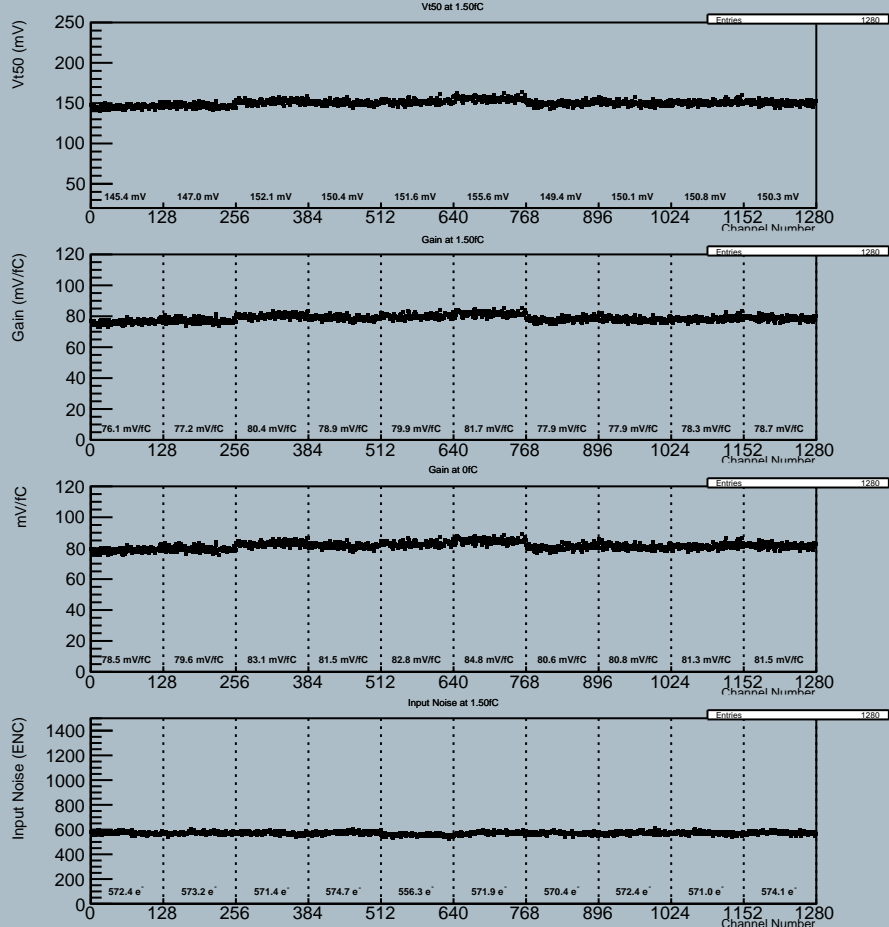 Vt50 at 1.50fC
Entries 1280
Vt50 (mV)
250
200
150
100
50
145.4 mV 147.0 mV 152.1 mV 150.4 mV 151.6 mV 155.6 mV 149.4 mV 150.1 mV 150.8 mV 150.3 mV
0 128 256 384 512 640 768 896 1024 1152 1280
Channel Number
Gain at 1.50fC
Entries 1280
Gain (mV/fC)
120
100
80
60
40
20
0
76.1 mV/fC 77.2 mV/fC 80.4 mV/fC 78.9 mV/fC 79.9 mV/fC 81.7 mV/fC 77.9 mV/fC 77.9 mV/fC 78.3 mV/fC 78.7 mV/fC
0 128 256 384 512 640 768 896 1024 1152 1280
Channel Number
Gain at 0fC
Entries 1280
mV/fC
120
100
80
60
40
20
0
78.5 mV/fC 79.6 mV/fC 83.1 mV/fC 81.5 mV/fC 82.8 mV/fC 84.8 mV/fC 80.6 mV/fC 80.8 mV/fC 81.3 mV/fC 81.5 mV/fC
0 128 256 384 512 640 768 896 1024 1152 1280
Channel Number
Input Noise at 1.50fC
Entries 1280
Input Noise (ENC)
1400
1200
1000
800
600
400
200
0
572.4 e⁻ 573.2 e⁻ 571.4 e⁻ 574.7 e⁻ 556.3 e⁻ 571.9 e⁻ 570.4 e⁻ 572.4 e⁻ 571.0 e⁻ 574.1 e⁻
0 128 256 384 512 640 768 896 1024 1152 1280
Channel Number